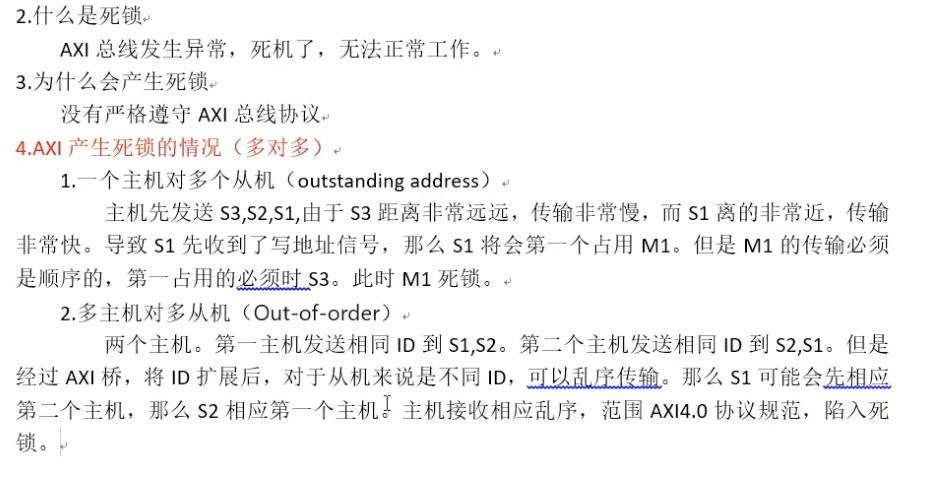 2.什么是死锁
AXI 总线发生异常，死机了，无法正常工作。
3.为什么会产生死锁
没有严格遵守 AXI 总线协议
4.AXI 产生死锁的情况（多对多）
1.一个主机对多个从机（outstanding address）
主机先发送 S3,S2,S1,由于 S3 距离非常远远，传输非常慢，而 S1 离的非常近，传输
非常快。导致 S1 先收到了写地址信号，那么 S1 将会第一个占用 M1。但是 M1 的传输必须
是顺序的，第一占用的必须时 S3。此时 M1 死锁。
2.多主机对多从机（Out-of-order）
两个主机。第一主机发送相同 ID 到 S1,S2。第二个主机发送相同 ID 到 S2,S1。但是
经过 AXI 桥，将 ID 扩展后，对于从机来说是不同 ID，可以乱序传输。那么 S1 可能会先相应
第二个主机，那么 S2 相应第一个主机。主机接收相应乱序，范围 AXI4.0 协议规范，陷入死
锁。